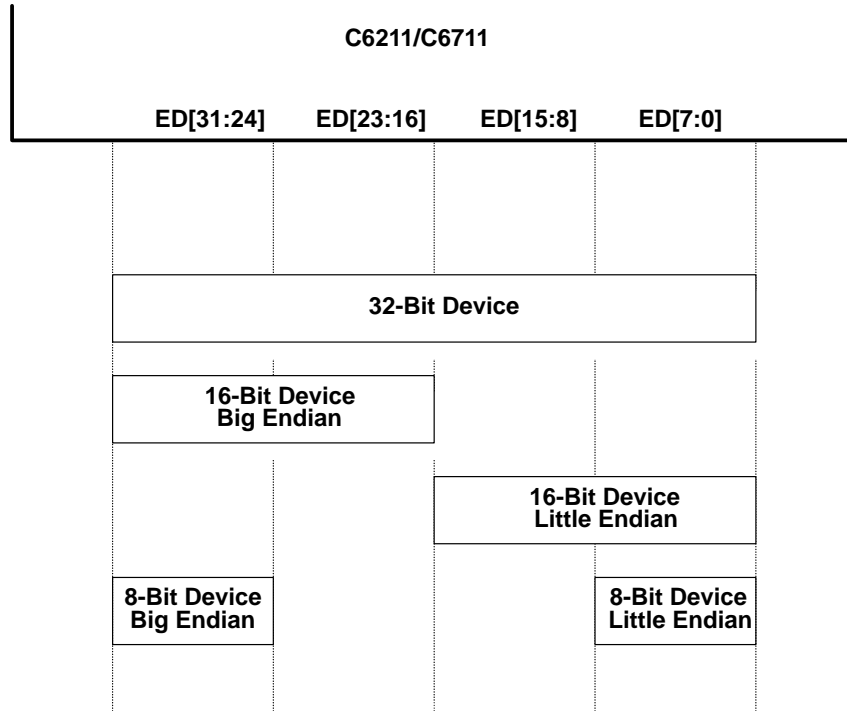 C6211/C6711
ED[31:24] ED[23:16] ED[15:8] ED[7:0]
32-Bit Device
16-Bit Device
Big Endian
16-Bit Device
Little Endian
8-Bit Device
Big Endian
8-Bit Device
Little Endian